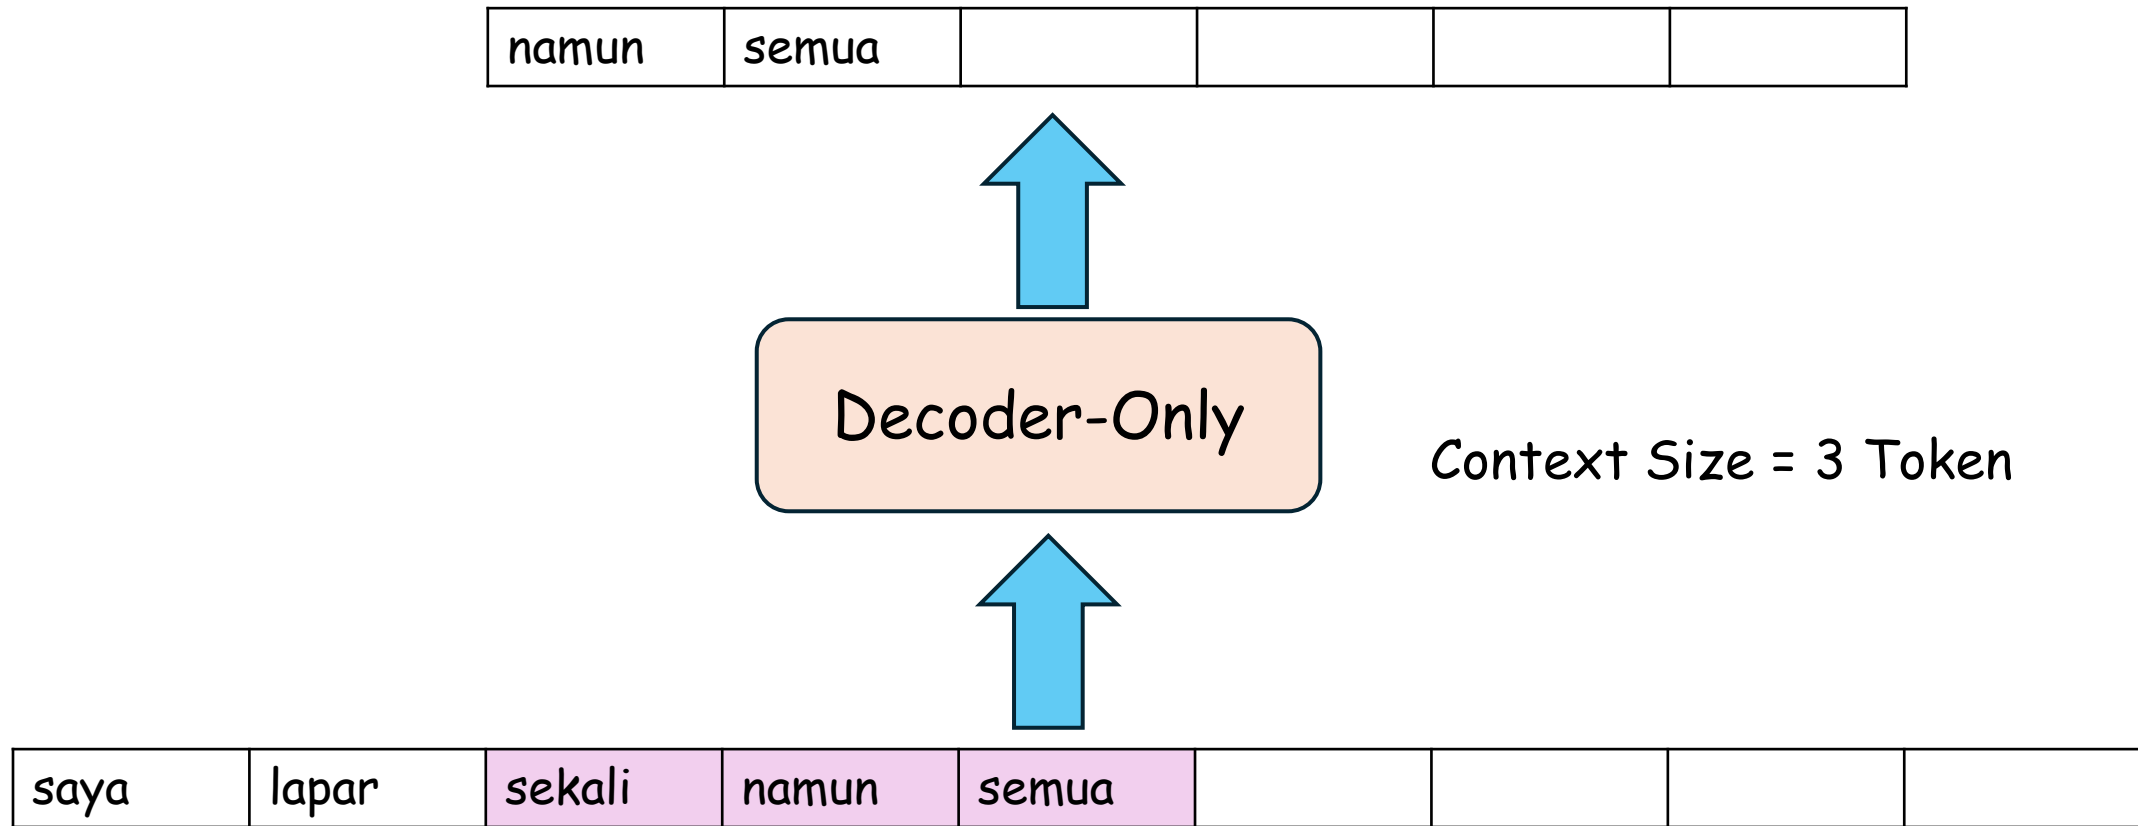 namun semua
Decoder-Only
Context Size = 3 Token
saya lapar sekali namun semua